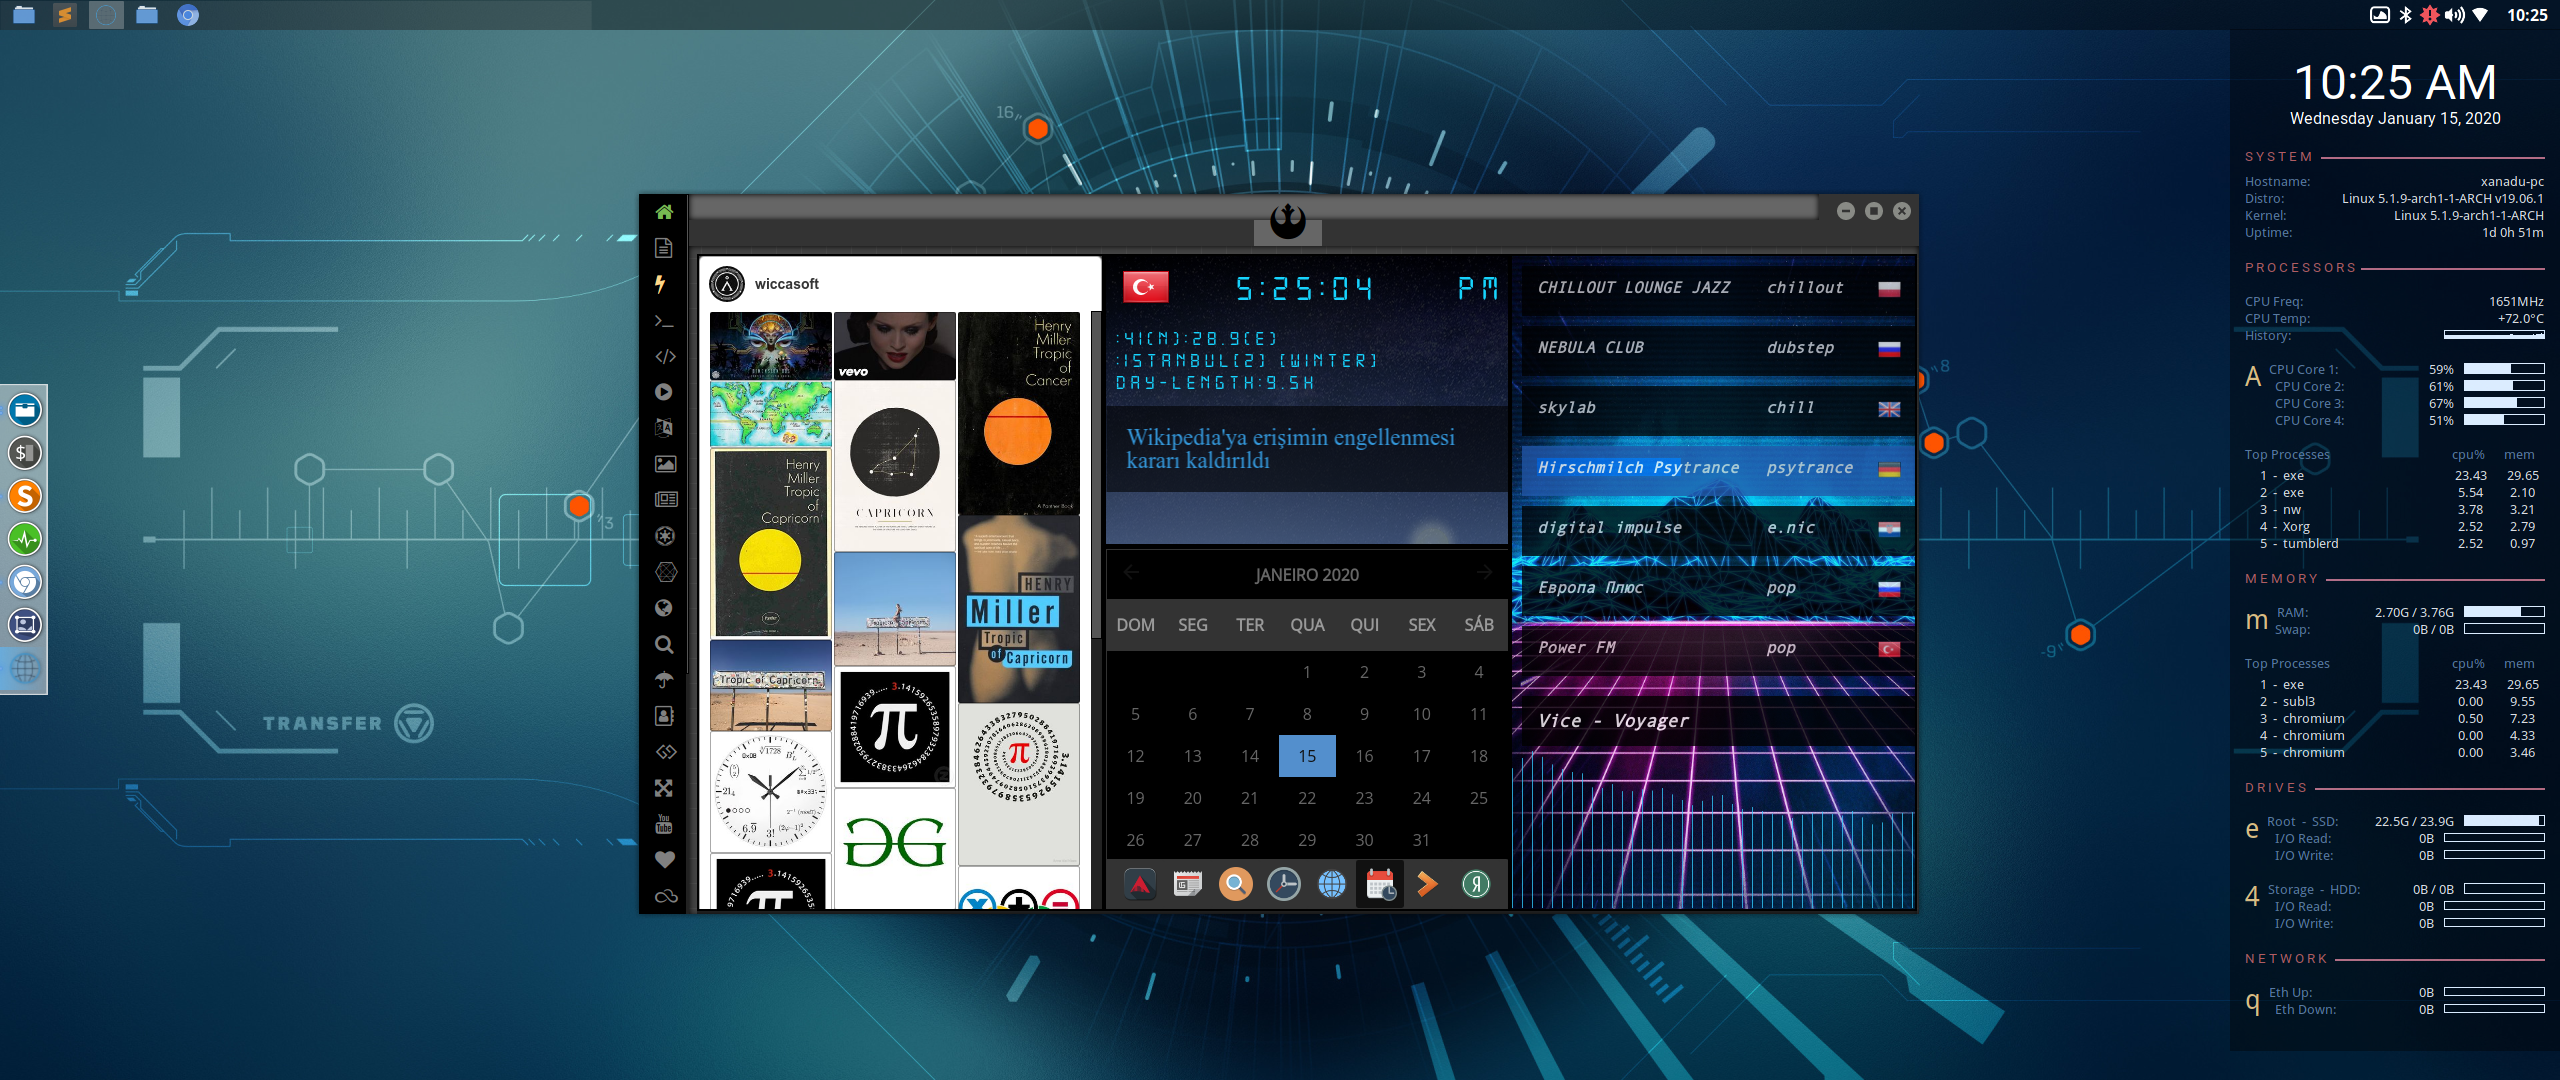 10:25
10:25 AM
Wednesday January 15, 2020
SYSTEM
Hostname: xanadu-pc
Distro: Linux 5.1.9-arch1-1-ARCH v19.06.1
Kernel: Linux 5.1.9-arch1-1-ARCH
Uptime: 1d 0h 51m
PROCESSORS
CPU Freq: 1651MHz
CPU Temp: +72.0°C
History:
A CPU Core 1: 59%
CPU Core 2: 61%
CPU Core 3: 67%
CPU Core 4: 51%
Top Processes cpu% mem
1 - exe 23.43 29.65
2 - exe 5.54 2.10
3 - nw 3.78 3.21
4 - Xorg 2.52 2.79
5 - tumblerd 2.52 0.97
MEMORY
m RAM: 2.70G / 3.76G
Swap: 0B / 0B
Top Processes cpu% mem
1 - exe 23.43 29.65
2 - subl3 0.00 9.55
3 - chromium 0.50 7.23
4 - chromium 0.00 4.33
5 - chromium 0.00 3.46
DRIVES
e Root - SSD: 22.5G / 23.9G
I/O Read: 0B
I/O Write: 0B
4 Storage - HDD: 0B / 0B
I/O Read: 0B
I/O Write: 0B
NETWORK
q Eth Up: 0B
Eth Down: 0B
16
3
8
-9
TRANSFER
wiccasoft
vevo
Henry
Miller
Tropic
of
Cancer
A Panther Book
Henry
Miller
Tropic
of
Capricorn
CAPRICORN
HENRY
Miller
Tropic
of Capricorn
Tropic of Capricorn
Tropic of Capricorn
π
π
You
Tube
5:25:04 PM
:41(N):28.9(E)
:ISTANBUL(2) (WINTER)
DAY-LENGTH:9.5H
Wikipedia'ya erişimin engellenmesi
kararı kaldırıldı
JANEIRO 2020
DOM SEG TER QUA QUI SEX SÁB
1 2 3 4
5 6 7 8 9 10 11
12 13 14 15 16 17 18
19 20 21 22 23 24 25
26 27 28 29 30 31
CHILLOUT LOUNGE JAZZ chillout
NEBULA CLUB dubstep
skylab chill
Hirschmilch Psytrance psytrance
digital impulse e.nic
Европа Плюс pop
Power FM pop
Vice - Voyager